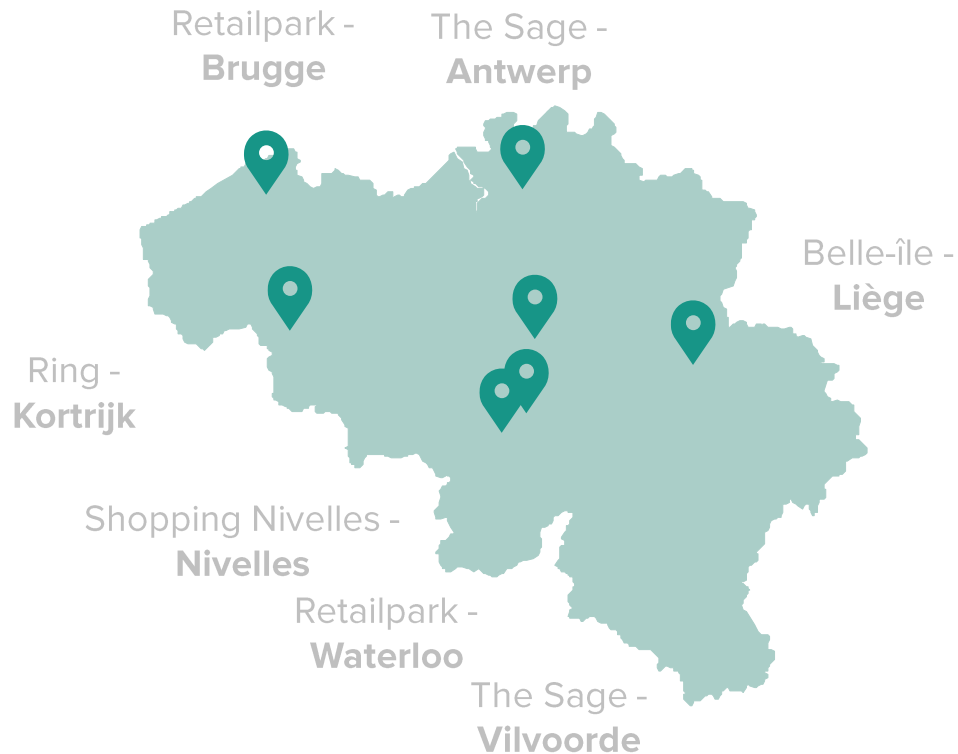 Retailpark -
Brugge
The Sage -
Antwerp
Belle-île -
Liège
Ring -
Kortrijk
Shopping Nivelles -
Nivelles
Retailpark -
Waterloo
The Sage -
Vilvoorde